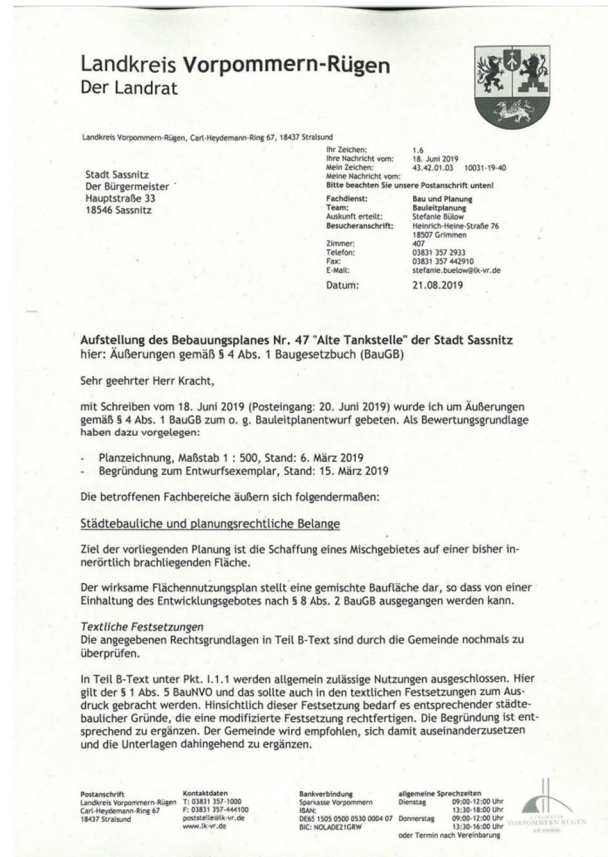 Landkreis Vorpommern-Rügen
Der Landrat
Landkreis Vorpommern-Rügen, Carl-Heydemann-Ring 67, 18437 Stralsund
Stadt Sassnitz
Der Bürgermeister
Hauptstraße 33
18546 Sassnitz
Ihr Zeichen: 1.6
Ihre Nachricht vom: 18. Juni 2019
Mein Zeichen: 43.42.01.03 10031-19-40
Meine Nachricht vom:
Bitte beachten Sie unsere Postanschrift unten!
Fachdienst: Bau und Planung
Team: Bauleitplanung
Auskunft erteilt: Stefanie Bülow
Besucheranschrift: Heinrich-Heine-Straße 76
18507 Grimmen
Zimmer: 407
Telefon: 03831 357 2933
Fax: 03831 357 442910
E-Mail: stefanie.buelow@lk-vr.de
Datum: 21.08.2019
Aufstellung des Bebauungsplanes Nr. 47 "Alte Tankstelle" der Stadt Sassnitz
hier: Äußerungen gemäß § 4 Abs. 1 Baugesetzbuch (BauGB)
Sehr geehrter Herr Kracht,
mit Schreiben vom 18. Juni 2019 (Posteingang: 20. Juni 2019) wurde ich um Äußerungen
gemäß § 4 Abs. 1 BauGB zum o. g. Bauleitplanentwurf gebeten. Als Bewertungsgrundlage
haben dazu vorgelegen:
- Planzeichnung, Maßstab 1 : 500, Stand: 6. März 2019
- Begründung zum Entwurfsexemplar, Stand: 15. März 2019
Die betroffenen Fachbereiche äußern sich folgendermaßen:
Städtebauliche und planungsrechtliche Belange
Ziel der vorliegenden Planung ist die Schaffung eines Mischgebietes auf einer bisher in-
nerörtlich brachliegenden Fläche.
Der wirksame Flächennutzungsplan stellt eine gemischte Baufläche dar, so dass von einer
Einhaltung des Entwicklungsgebotes nach § 8 Abs. 2 BauGB ausgegangen werden kann.
Textliche Festsetzungen
Die angegebenen Rechtsgrundlagen in Teil B-Text sind durch die Gemeinde nochmals zu
überprüfen.
In Teil B-Text unter Pkt. I.1.1 werden allgemein zulässige Nutzungen ausgeschlossen. Hier
gilt der § 1 Abs. 5 BauNVO und das sollte auch in den textlichen Festsetzungen zum Aus-
druck gebracht werden. Hinsichtlich dieser Festsetzung bedarf es entsprechender städte-
baulicher Gründe, die eine modifizierte Festsetzung rechtfertigen. Die Begründung ist ent-
sprechend zu ergänzen. Der Gemeinde wird empfohlen, sich damit auseinanderzusetzen
und die Unterlagen dahingehend zu ergänzen.
Postanschrift
Landkreis Vorpommern-Rügen
Carl-Heydemann-Ring 67
18437 Stralsund
Kontaktdaten
T: 03831 357-1000
F: 03831 357-444100
poststelle@lk-vr.de
www.lk-vr.de
Bankverbindung
Sparkasse Vorpommern
IBAN:
DE65 1505 0500 0530 0004 07
BIC: NOLADE21GRW
allgemeine Sprechzeiten
Dienstag 09:00-12:00 Uhr
13:30-18:00 Uhr
Donnerstag 09:00-12:00 Uhr
13:30-16:00 Uhr
oder Termin nach Vereinbarung
LANDKREIS
VORPOMMERN-RÜGEN